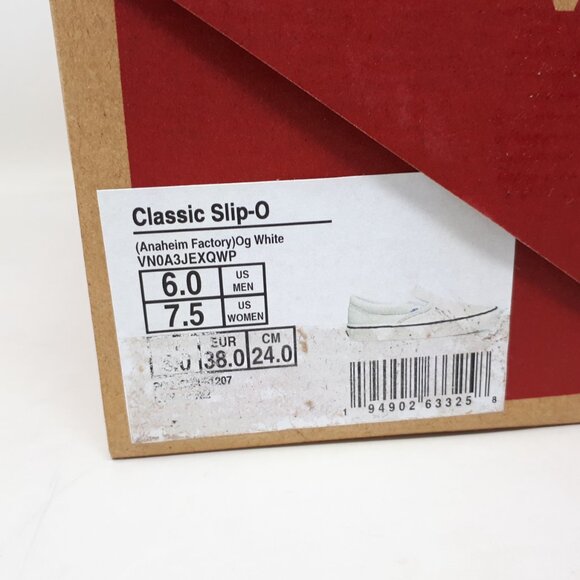 Classic Slip-O
(Anaheim Factory)Og White
VN0A3JEXQWP
6.0 US MEN
7.5 US WOMEN
EUR CM
38.0 24.0
1207
1 94902 63325 8